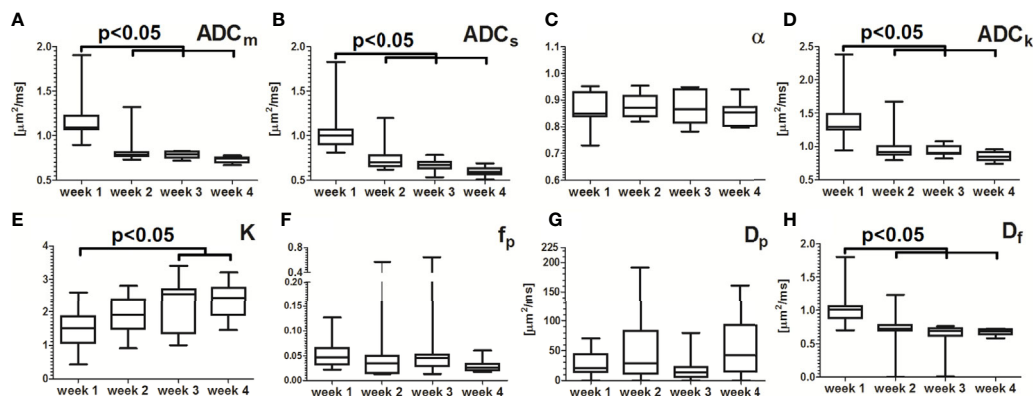 A
ADCm
p<0.05
[μm²/ms]
2.0
1.5
1.0
0.5
week 1 week 2 week 3 week 4
B
ADCs
p<0.05
[μm²/ms]
2.0
1.5
1.0
0.5
week 1 week 2 week 3 week 4
C
α
[μm²/ms]
1.1
1.0
0.9
0.8
0.7
0.6
0.5
week 1 week 2 week 3 week 4
D
ADCk
p<0.05
[μm²/ms]
2.5
2.0
1.5
1.0
0.5
week 1 week 2 week 3 week 4
E
K
p<0.05
4
3
2
1
0
week 1 week 2 week 3 week 4
F
fp
0.8
0.4
0.20
0.15
0.10
0.05
0.00
week 1 week 2 week 3 week 4
G
Dp
[μm²/ms]
225
200
150
100
50
0
week 1 week 2 week 3 week 4
H
Df
p<0.05
[μm²/ms]
2.0
1.5
1.0
0.5
0.0
week 1 week 2 week 3 week 4